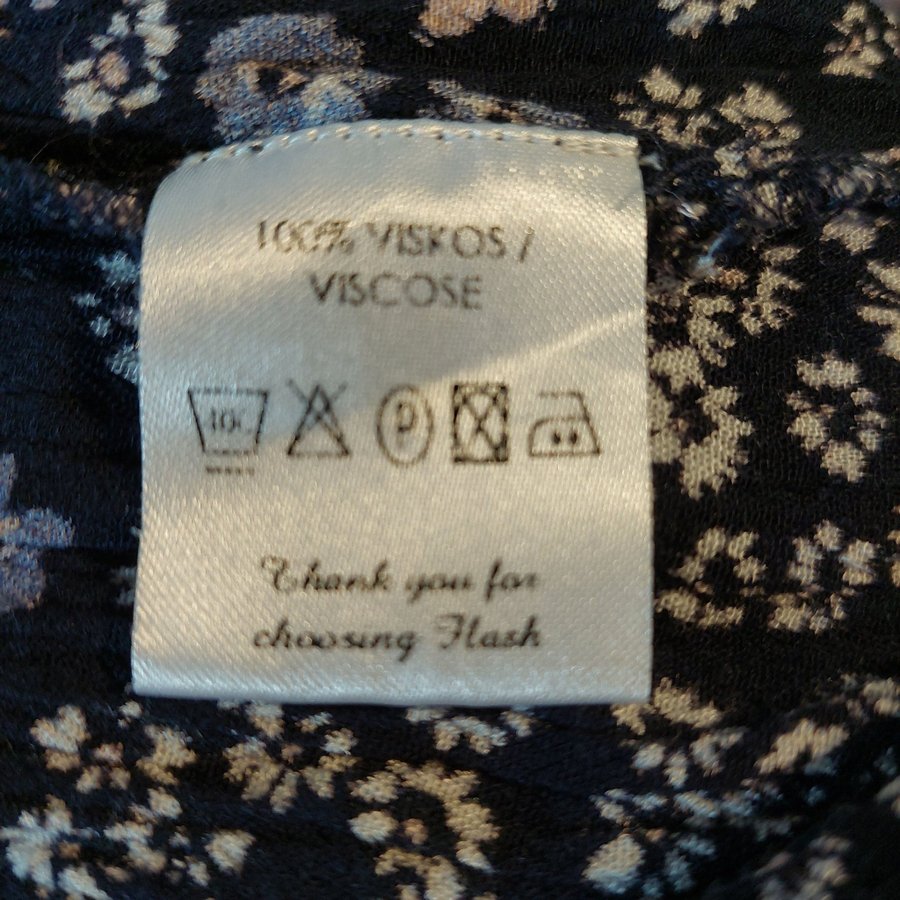 100% VISKOS /
VISCOSE
P
Thank you for
choosing Flash